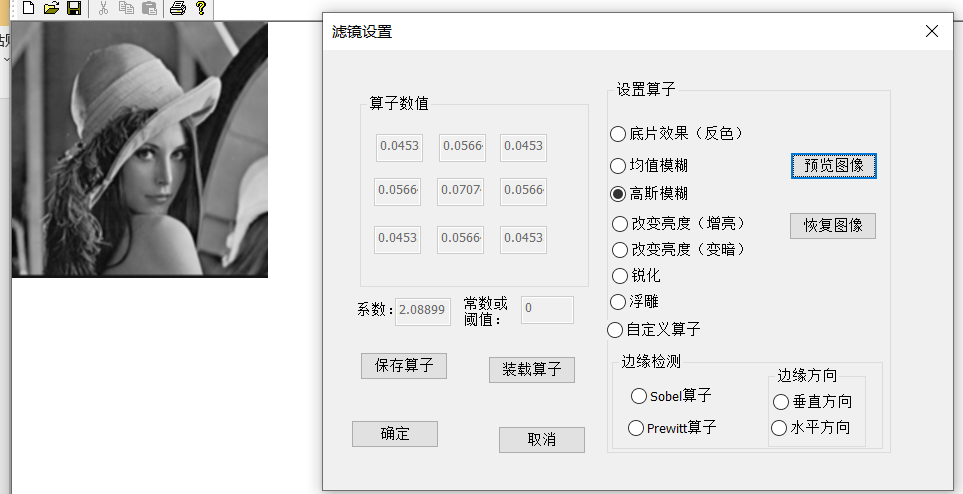 滤镜设置
算子数值
0.0453 0.0566 0.0453
0.0566 0.0707 0.0566
0.0453 0.0566 0.0453
系数： 2.08899 常数或阈值： 0
保存算子 装载算子
确定 取消
设置算子
底片效果（反色）
均值模糊
高斯模糊
改变亮度（增亮）
改变亮度（变暗）
锐化
浮雕
自定义算子
预览图像
恢复图像
边缘检测
Sobel算子
Prewitt算子
边缘方向
垂直方向
水平方向